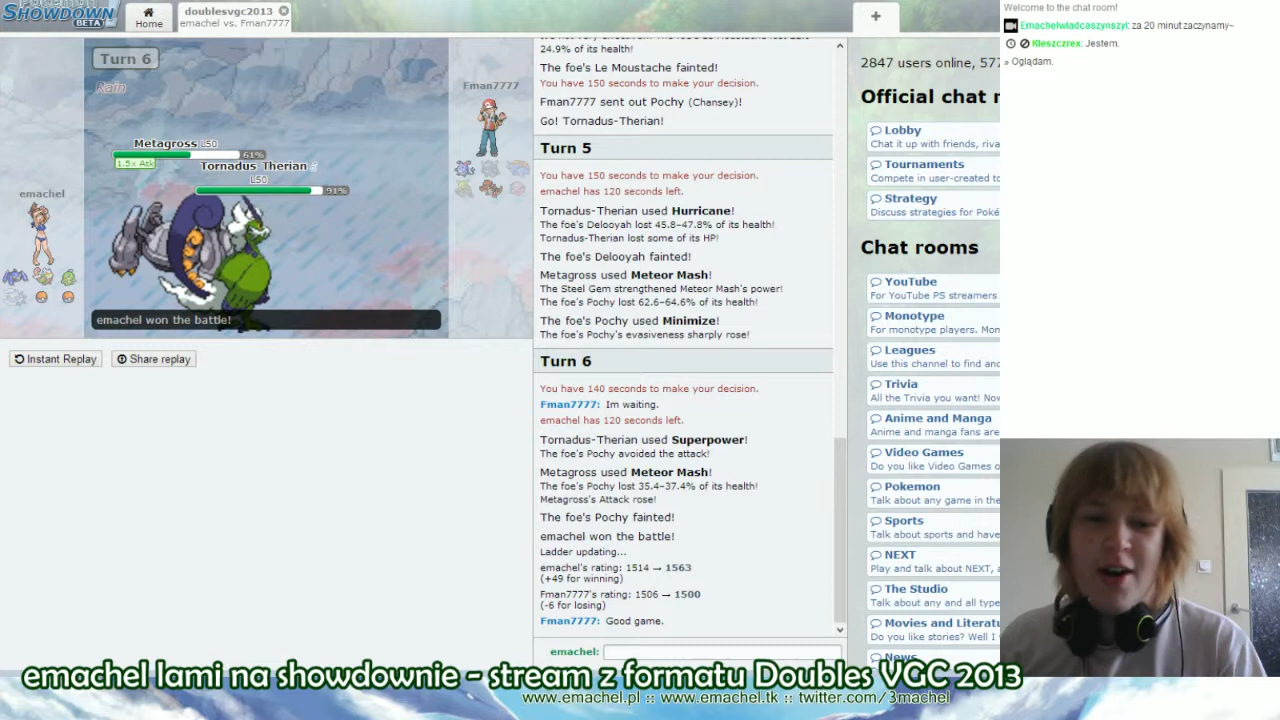 Pokémon
SHOWDOWN
BETA
Home
doublesvgc2013
emachel vs. Fman7777
+
Turn 6
Rain
Metagross L50
61%
1.5x Atk
Tornadus-Therian
L50
91%
emachel
Fman7777
emachel won the battle!
Instant Replay
Share replay
24.9% of its health!
The foe's Le Moustache fainted!
You have 150 seconds to make your decision.
Fman7777 sent out Pochy (Chansey)!
Go! Tornadus-Therian!
Turn 5
You have 150 seconds to make your decision.
emachel has 120 seconds left.
Tornadus-Therian used Hurricane!
The foe's Delooyah lost 45.8–47.8% of its health!
Tornadus-Therian lost some of its HP!
The foe's Delooyah fainted!
Metagross used Meteor Mash!
The Steel Gem strengthened Meteor Mash's power!
The foe's Pochy lost 62.6–64.6% of its health!
The foe's Pochy used Minimize!
The foe's Pochy's evasiveness sharply rose!
Turn 6
You have 140 seconds to make your decision.
Fman7777: Im waiting.
emachel has 120 seconds left.
Tornadus-Therian used Superpower!
The foe's Pochy avoided the attack!
Metagross used Meteor Mash!
The foe's Pochy lost 35.4–37.4% of its health!
Metagross's Attack rose!
The foe's Pochy fainted!
emachel won the battle!
Ladder updating...
emachel's rating: 1514 → 1563
(+49 for winning)
Fman7777's rating: 1506 → 1500
(-6 for losing)
Fman7777: Good game.
emachel:
2847 users online, 577
Official chat r
Lobby
Chat it up with friends, riva
Tournaments
Compete in user-created to
Strategy
Discuss strategies for Poké
Chat rooms
YouTube
For YouTube PS streamers
Monotype
For monotype players. Mon
Leagues
Use this channel to find and
Trivia
All the Trivia you want! Now
Anime and Manga
Anime and manga fans are
Video Games
Do you like Video Games o
Pokemon
Talk about any game in the
Sports
Talk about sports and have
NEXT
Play and talk about NEXT, a
The Studio
Talk about any and all type
Movies and Literatu
Do you like stories? Well I
News
Welcome to the chat room!
Emachelwladcaszynszyl: za 20 minut zaczynamy~
Kleszczrex: Jestem.
» Oglądam.
emachel lami na showdownie - stream z formatu Doubles VGC 2013
www.emachel.pl :: www.emachel.tk :: twitter.com/3machel